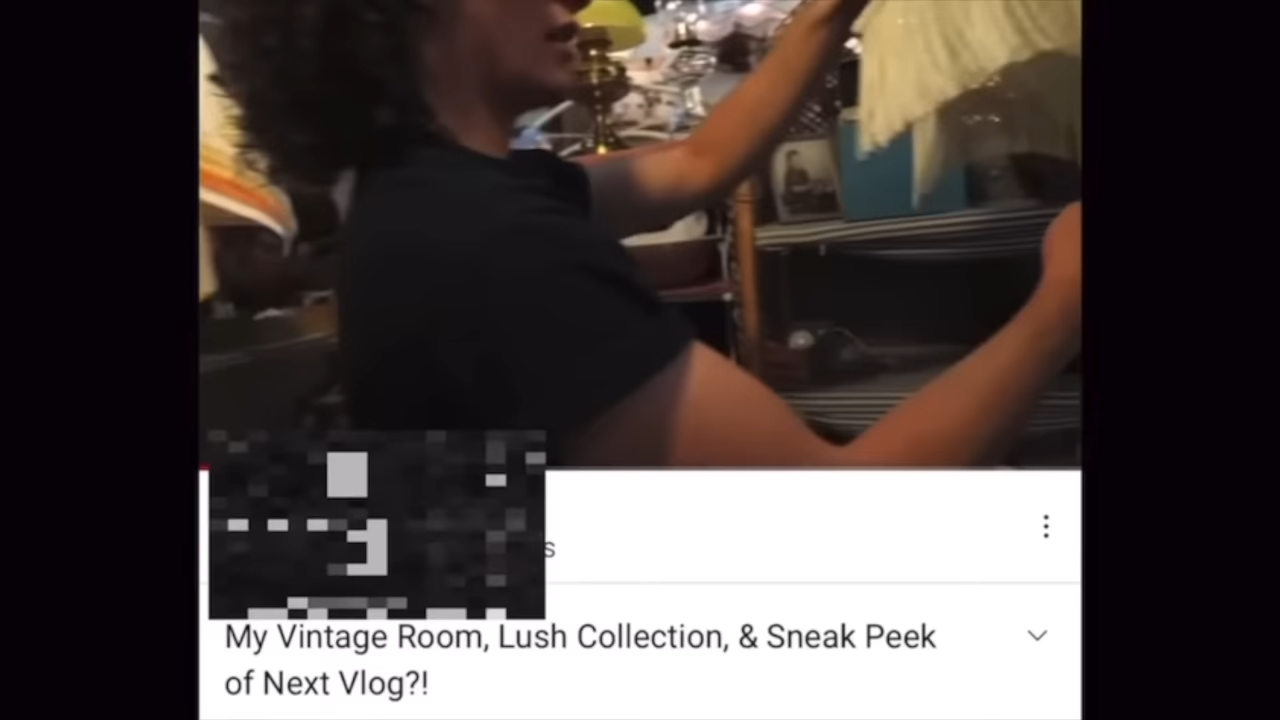 s
My Vintage Room, Lush Collection, & Sneak Peek
of Next Vlog?!